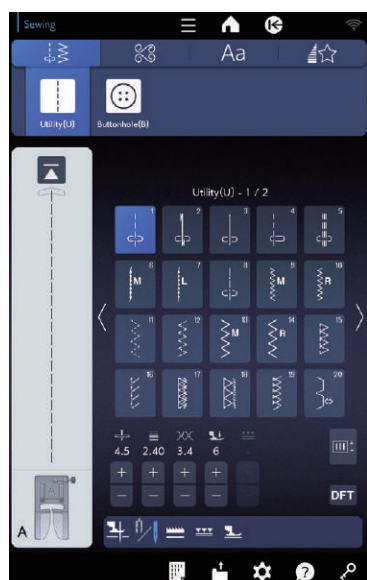 Sewing
Aa
Utility(U) Buttonhole(B)
Utility(U) - 1 / 2
1 2 3 4 5
6 M 7 L 8 9 M 10 R
11 12 13 M 14 R 15
16 17 18 19 20
4.5 2.40 3.4 6
+ + + +
− − − −
DFT
A
?